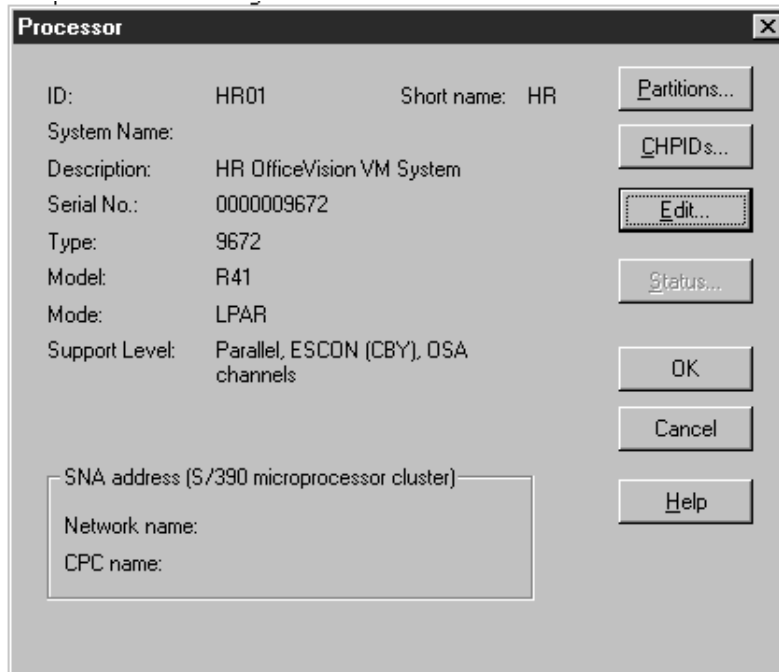 Processor
ID: HR01 Short name: HR
System Name:
Description: HR OfficeVision VM System
Serial No.: 0000009672
Type: 9672
Model: R41
Mode: LPAR
Support Level: Parallel, ESCON (CBY), OSA
channels
SNA address (S/390 microprocessor cluster)
Network name:
CPC name:
Partitions...
CHPIDs...
Edit...
Status...
OK
Cancel
Help